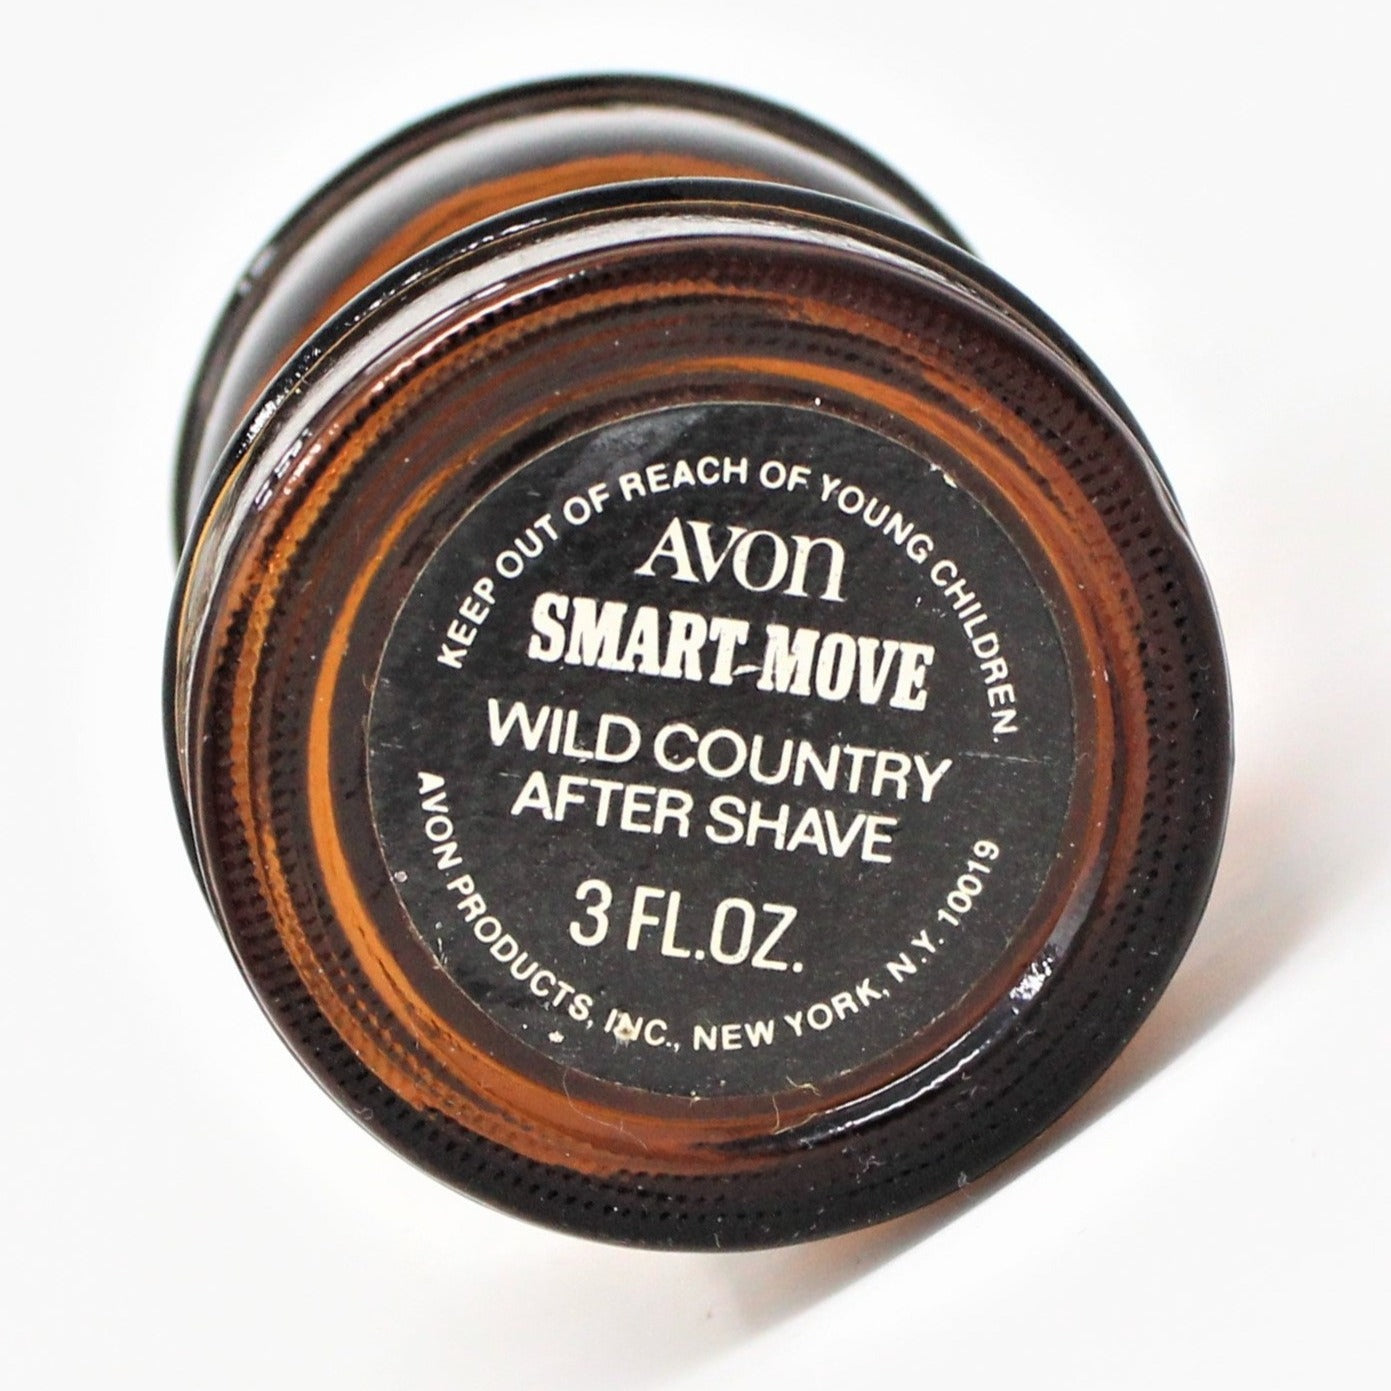 KEEP OUT OF REACH OF YOUNG CHILDREN.
AVON
SMART MOVE
WILD COUNTRY
AFTER SHAVE
3 FL.OZ.
AVON PRODUCTS, INC., NEW YORK, N.Y. 10019